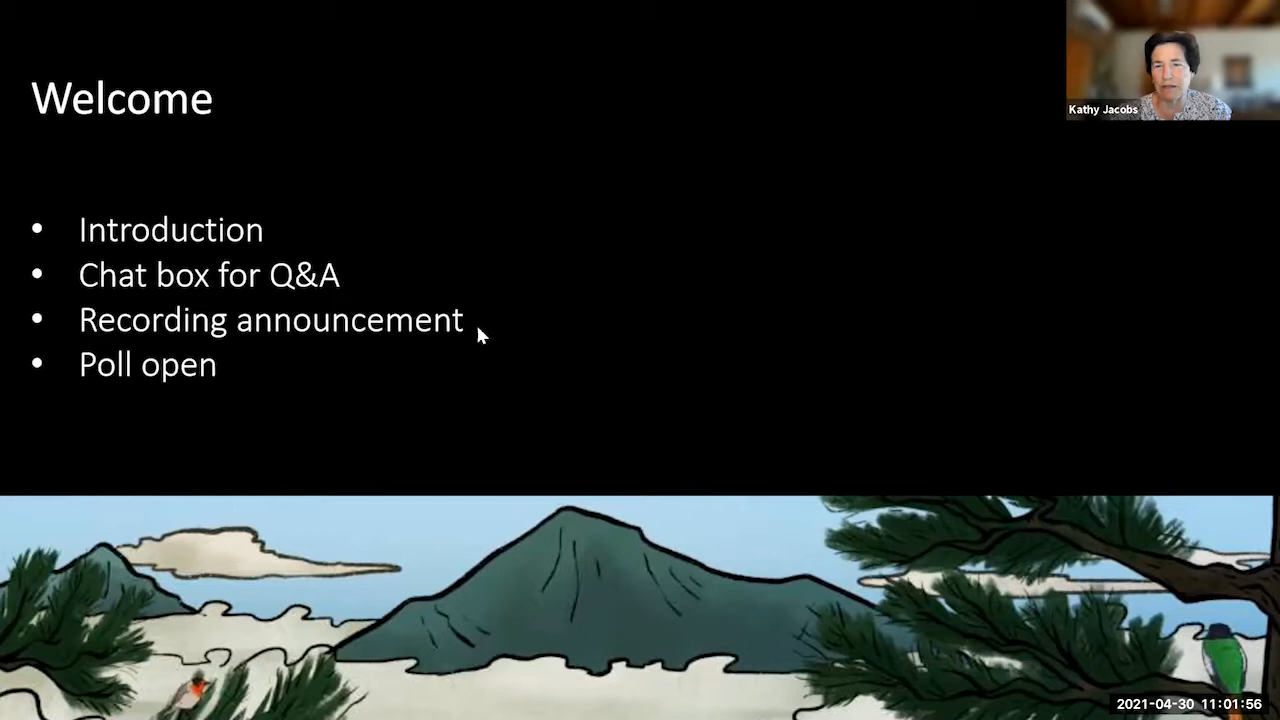 Welcome
• Introduction
• Chat box for Q&A
• Recording announcement
• Poll open
Kathy Jacobs
2021-04-30 11:01:56